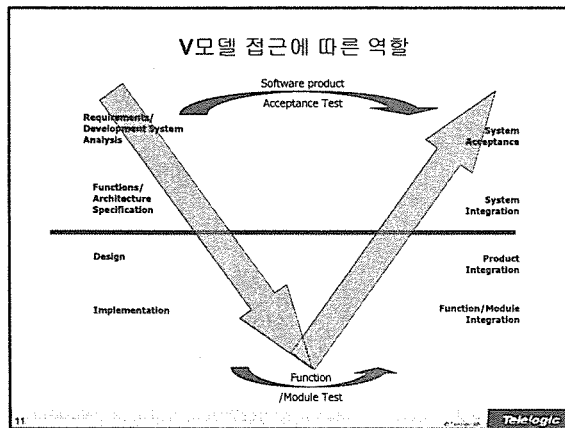 V모델 접근에 따른 역할
Software product
Acceptance Test
Requirements/
Development System
Analysis
System
Acceptance
Functions/
Architecture
Specification
System
Integration
Design
Product
Integration
Implementation
Function/Module
Integration
Function
/Module Test
11
Telelogic